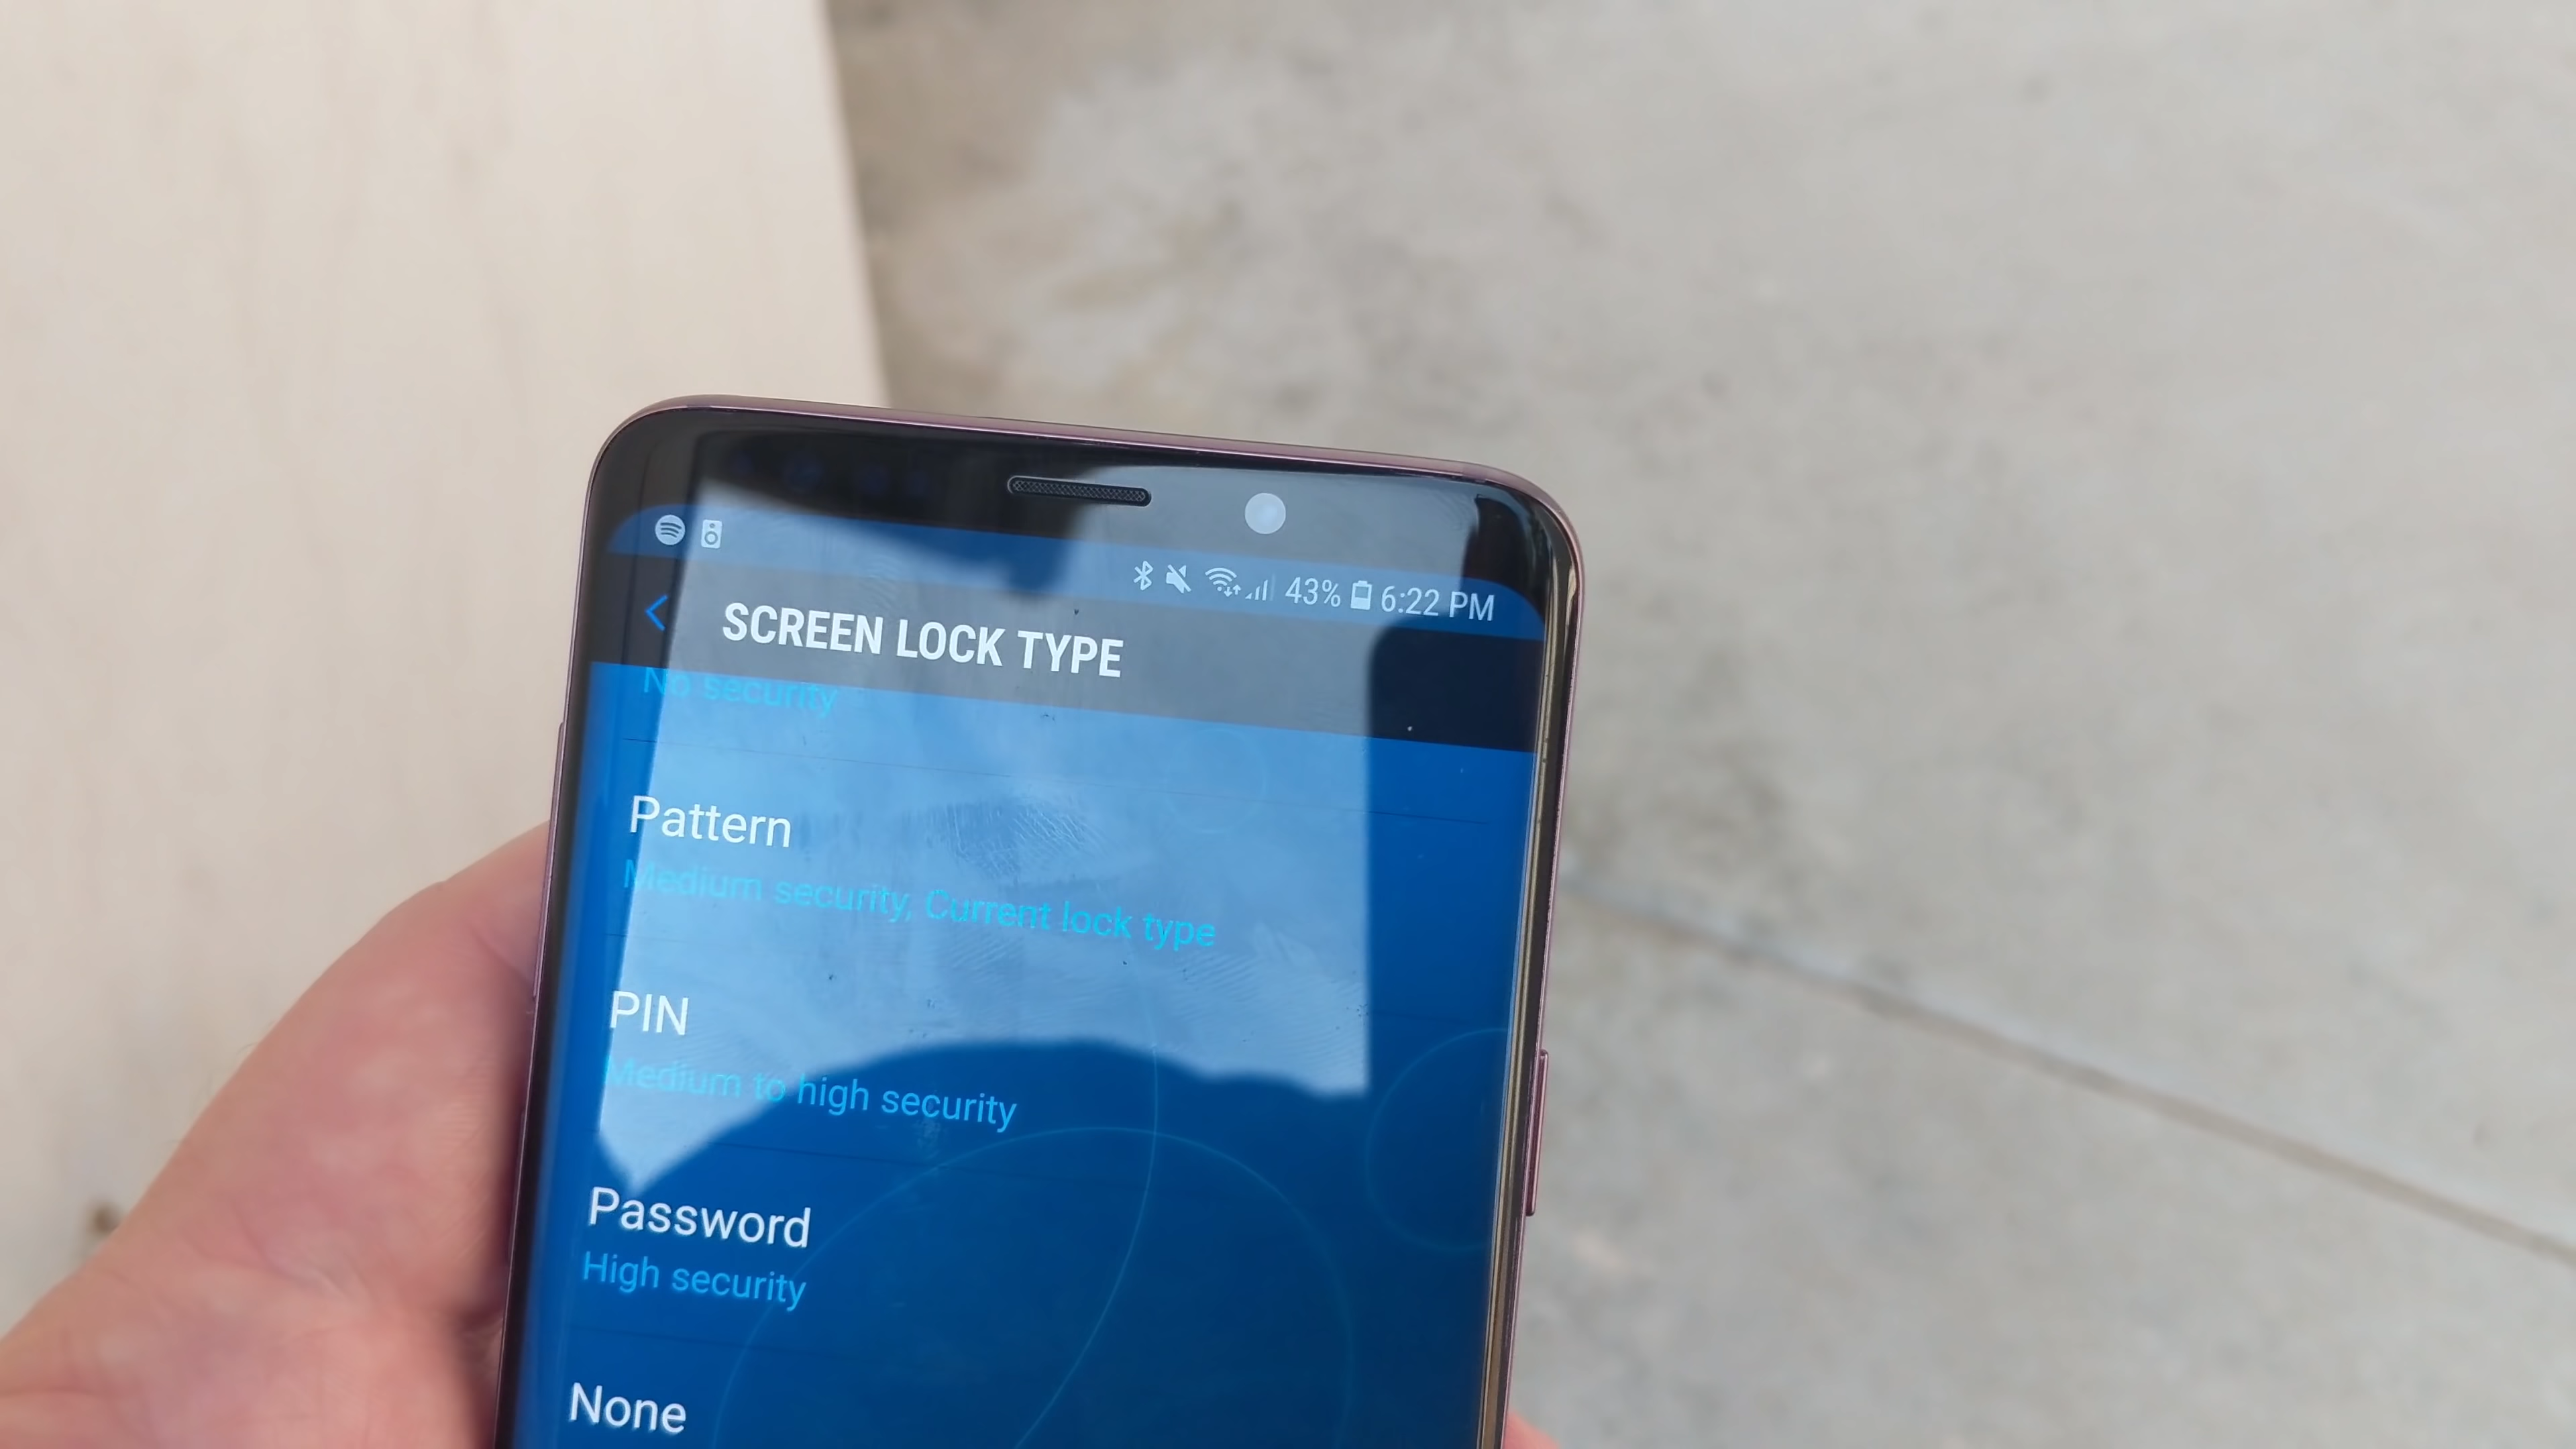 43% 6:22 PM
SCREEN LOCK TYPE
No security
Pattern
Medium security, Current lock type
PIN
Medium to high security
Password
High security
None